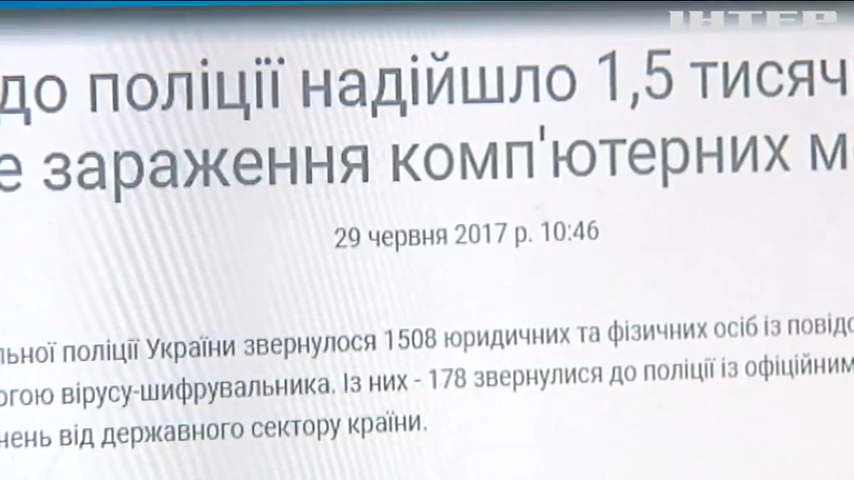 ІНТЕР
до поліції надійшло 1,5 тисяч
е зараження комп'ютерних м
29 червня 2017 р. 10:46
льної поліції України звернулося 1508 юридичних та фізичних осіб із повідо
огою вірусу-шифрувальника. Із них - 178 звернулися до поліції із офіційним
нень від державного сектору країни.